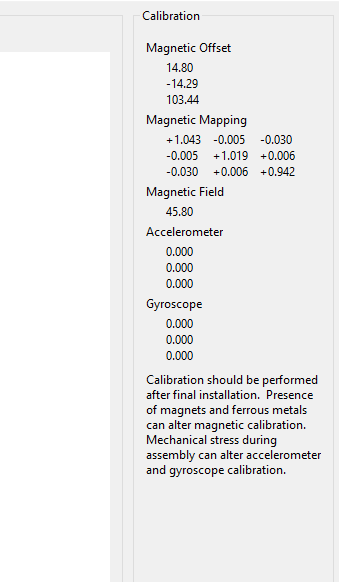 Calibration
Magnetic Offset
14.80
-14.29
103.44
Magnetic Mapping
+1.043 -0.005 -0.030
-0.005 +1.019 +0.006
-0.030 +0.006 +0.942
Magnetic Field
45.80
Accelerometer
0.000
0.000
0.000
Gyroscope
0.000
0.000
0.000
Calibration should be performed
after final installation. Presence
of magnets and ferrous metals
can alter magnetic calibration.
Mechanical stress during
assembly can alter accelerometer
and gyroscope calibration.